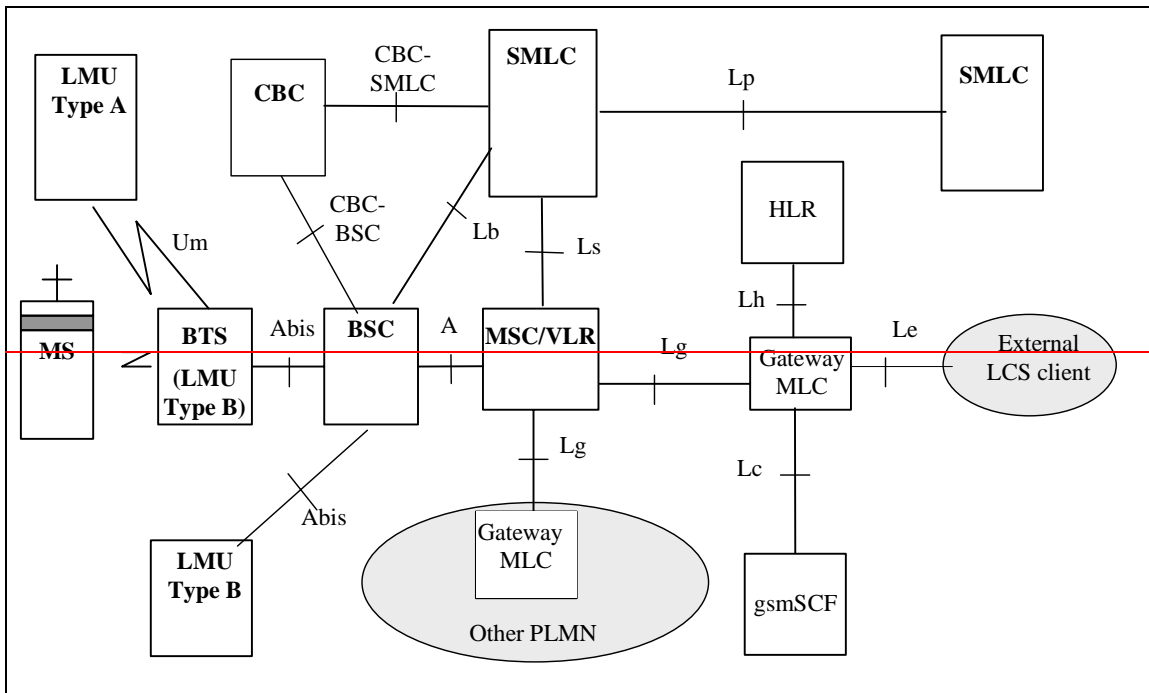 LMU
Type A
CBC
CBC-
SMLC
SMLC
Lp
SMLC
Um
CBC-
BSC
Lb
Ls
HLR
Lh
MS
BTS
(LMU
Type B)
Abis
BSC
A
MSC/VLR
Lg
Gateway
MLC
Le
External
LCS client
Abis
Lg
Lc
LMU
Type B
Gateway
MLC
Other PLMN
gsmSCF